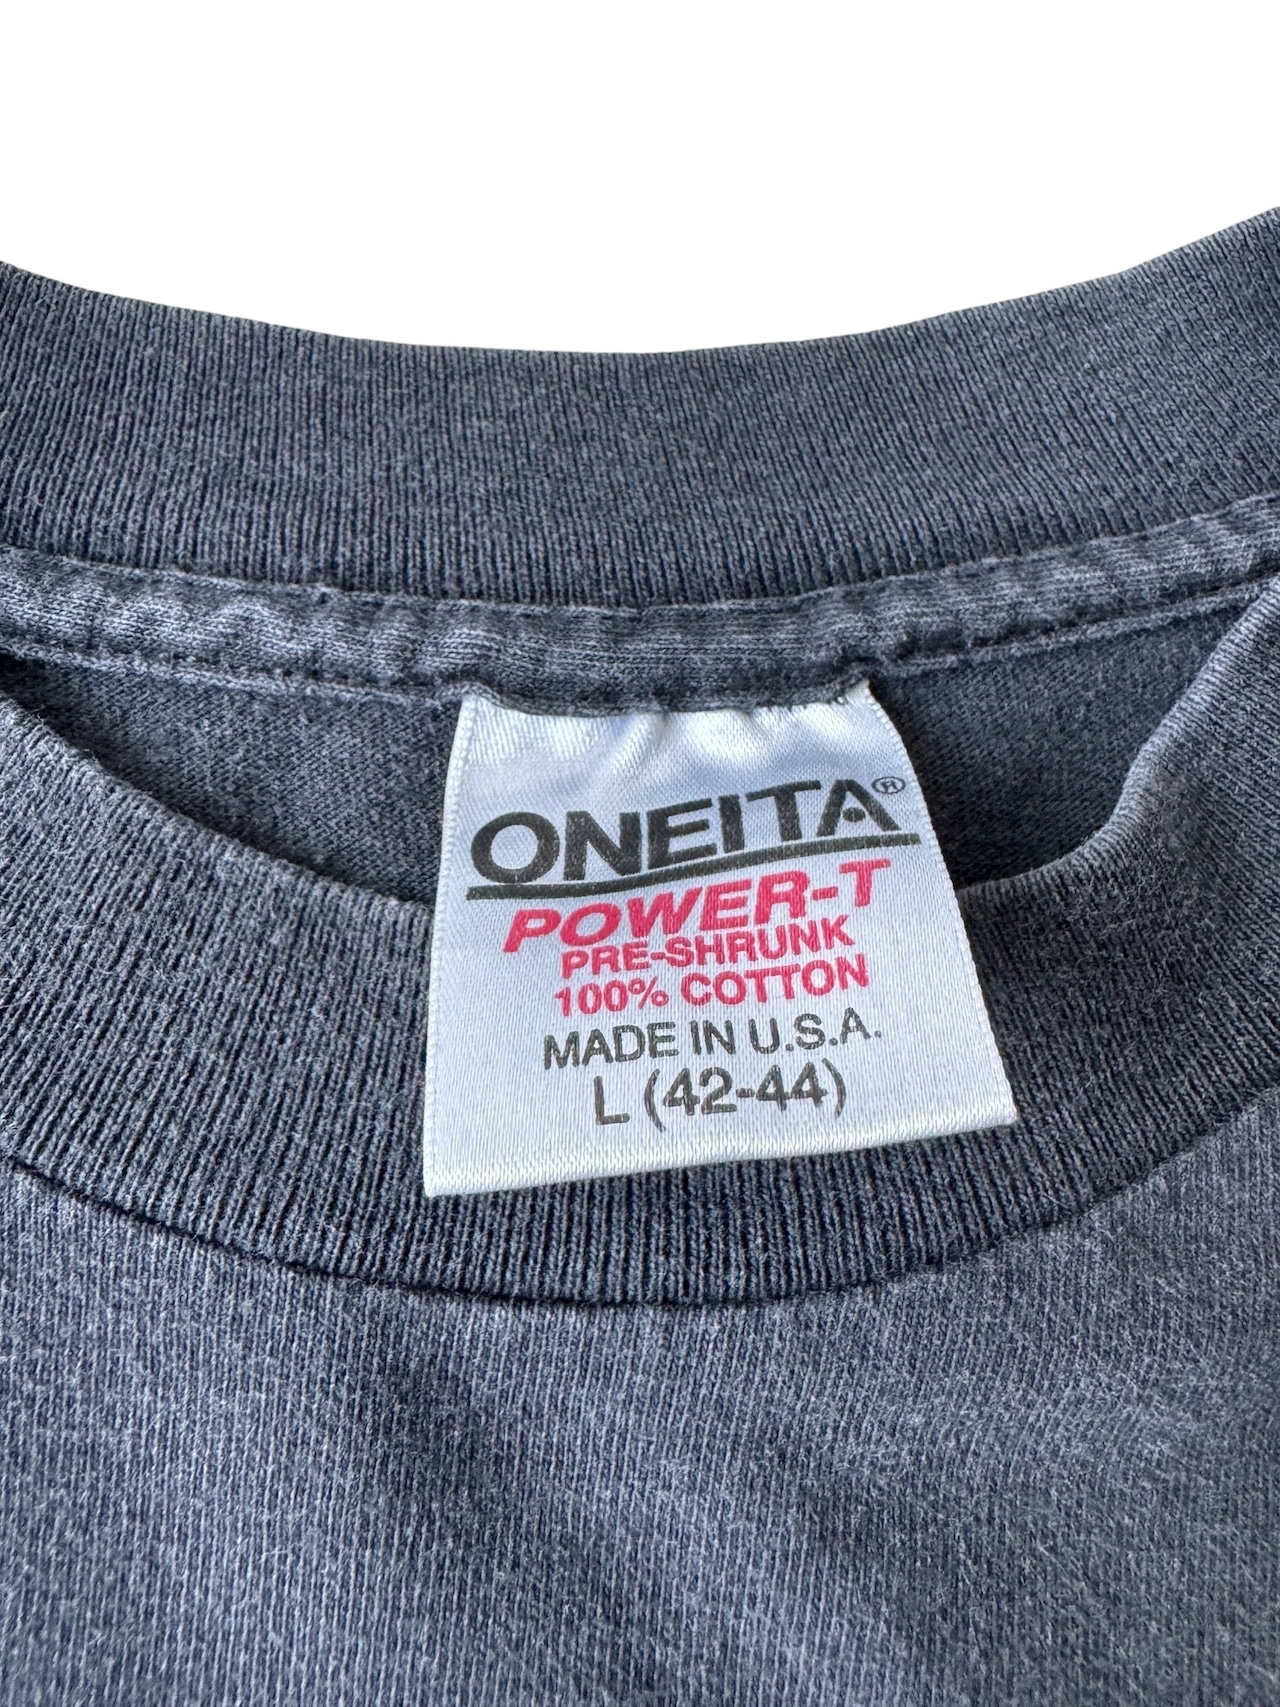 ONEITA®
POWER-T
PRE-SHRUNK
100% COTTON
MADE IN U.S.A.
L (42-44)